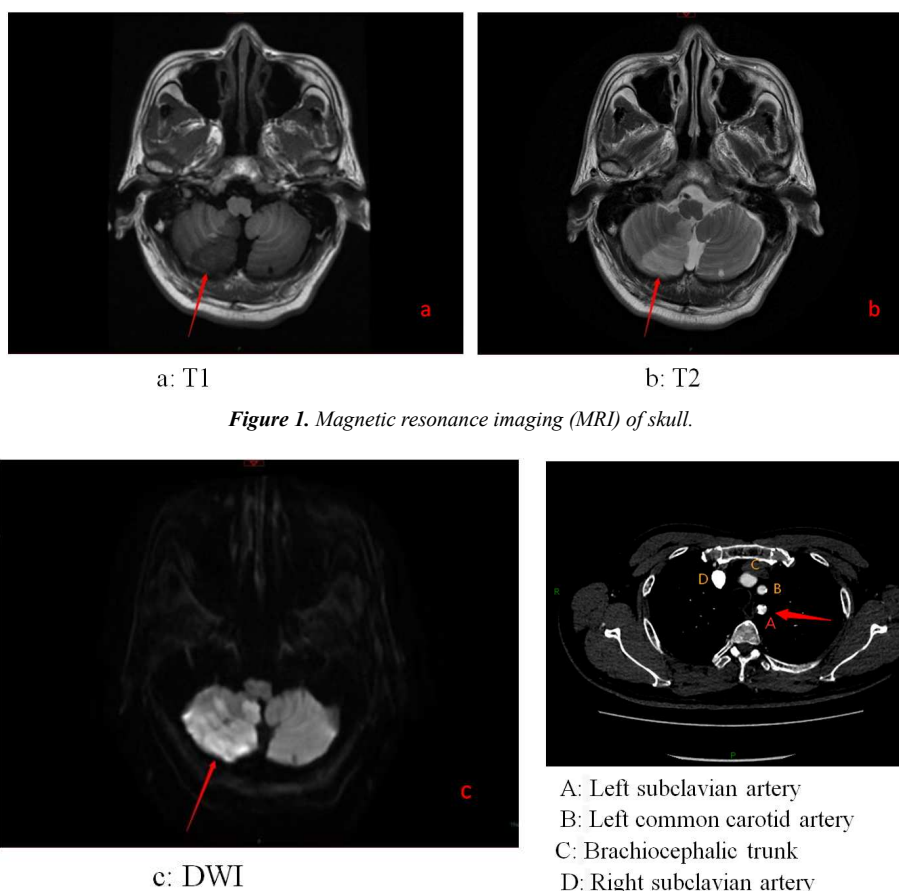 a
b
a: T1
b: T2
Figure 1. Magnetic resonance imaging (MRI) of skull.
c
c: DWI
R
C
D
B
A
P
A: Left subclavian artery
B: Left common carotid artery
C: Brachiocephalic trunk
D: Right subclavian artery